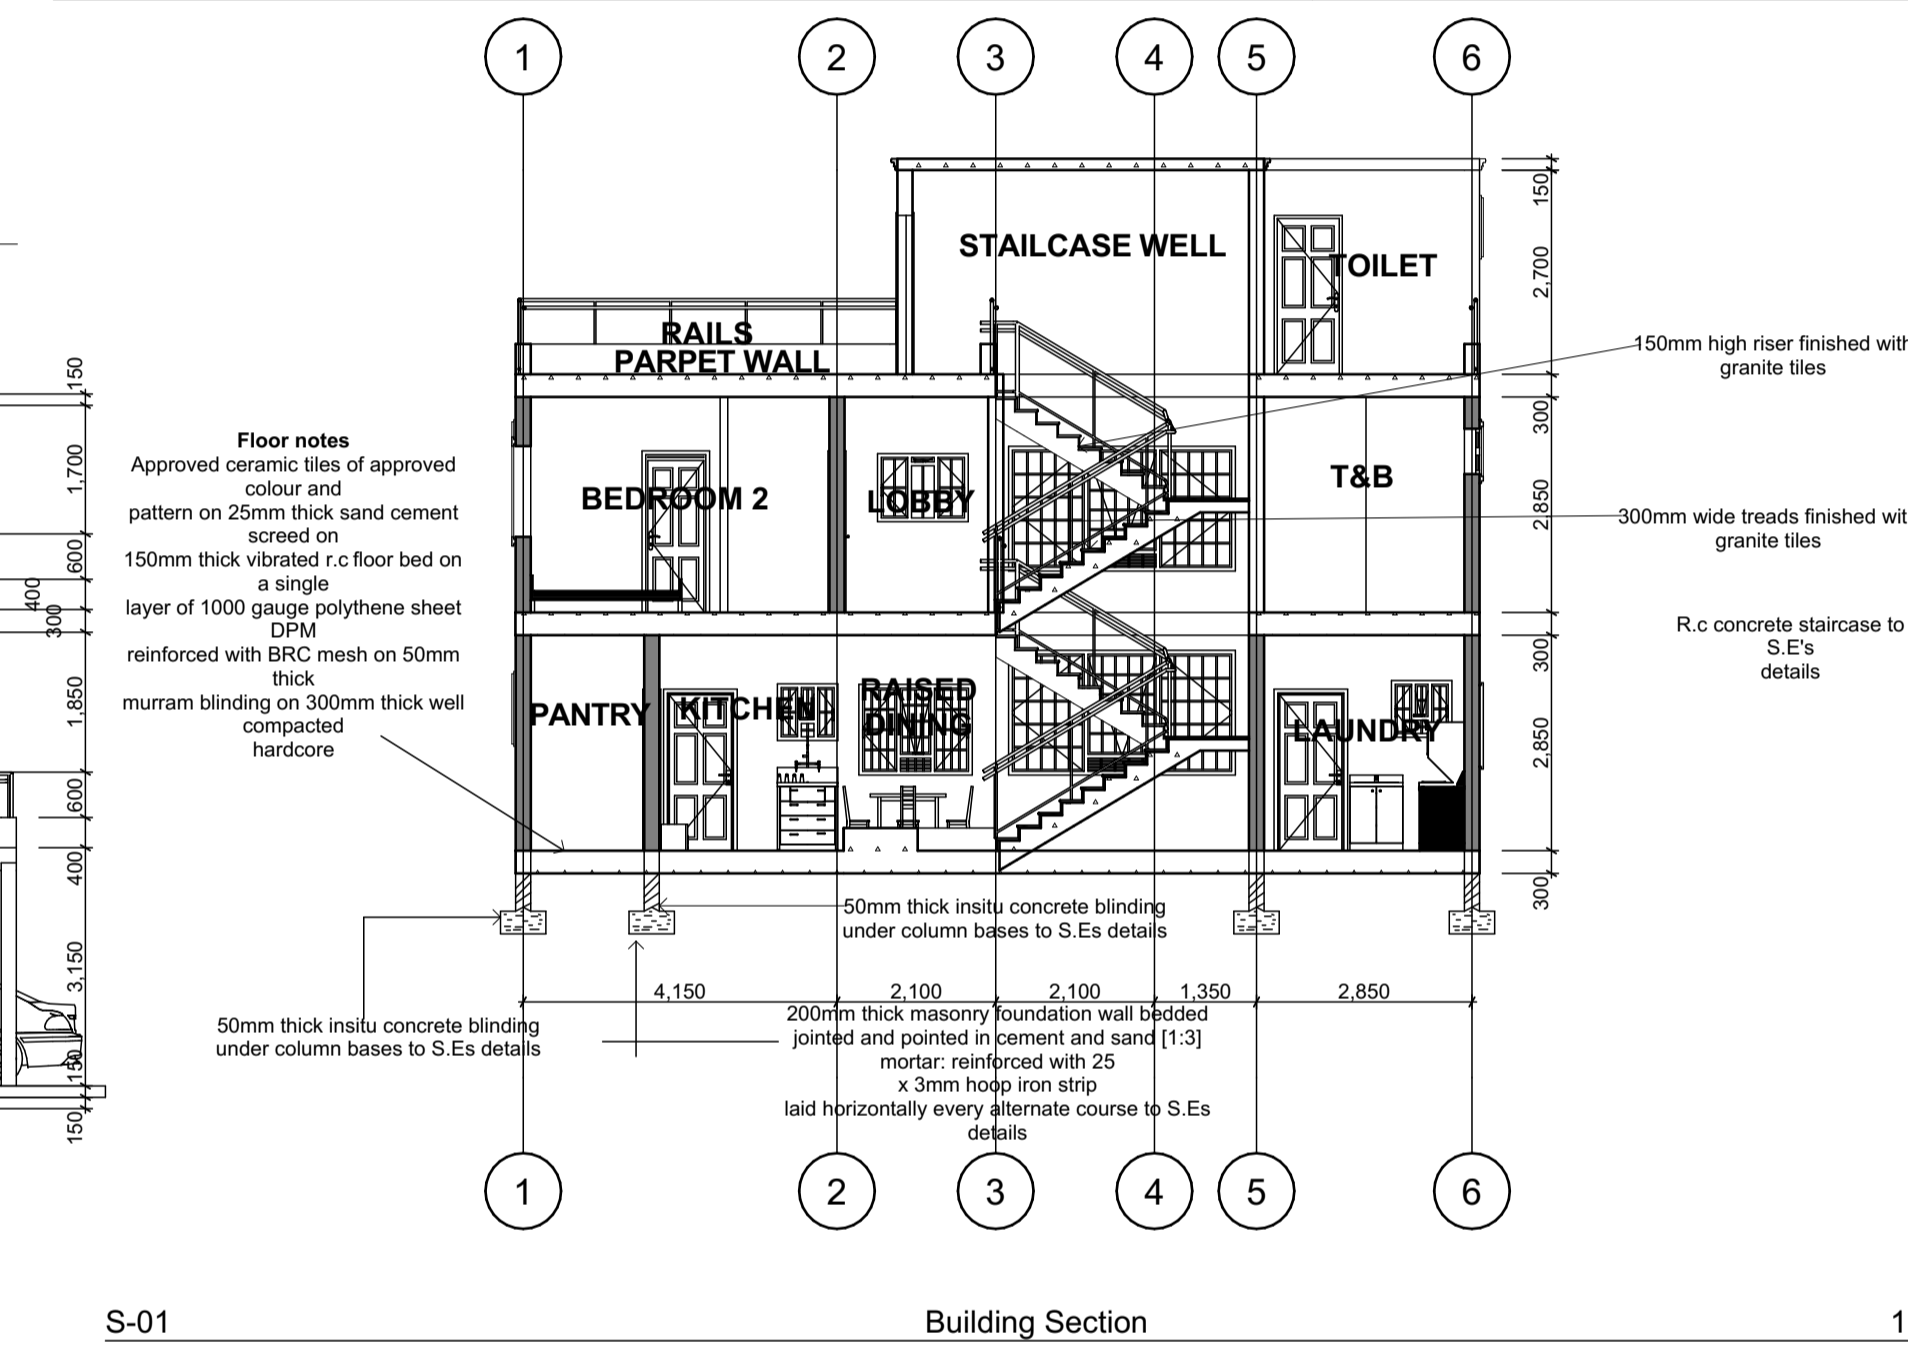 1 2 3 4 5 6
STAILCASE WELL
TOILET
RAILS
PARPET WALL
150
2,700
300
2850
300
2,850
300
150mm high riser finished with
granite tiles
300mm wide treads finished wit
granite tiles
R.c concrete staircase to
S.E's
details
150
1,700
600
400
300
1,850
600
400
3,150
150
150
Floor notes
Approved ceramic tiles of approved
colour and
pattern on 25mm thick sand cement
screed on
150mm thick vibrated r.c floor bed on
a single
layer of 1000 gauge polythene sheet
DPM
reinforced with BRC mesh on 50mm
thick
murram blinding on 300mm thick well
compacted
hardcore
BEDROOM 2
LOBBY
T&B
PANTRY
KITCHEN
RAISED
DINING
LAUNDRY
50mm thick insitu concrete blinding
under column bases to S.Es details
4,150 2,100 2,100 1,350 2,850
50mm thick insitu concrete blinding
under column bases to S.Es details
200mm thick masonry foundation wall bedded
jointed and pointed in cement and sand [1:3]
mortar: reinforced with 25
x 3mm hoop iron strip
laid horizontally every alternate course to S.Es
details
1 2 3 4 5 6
S-01 Building Section 1